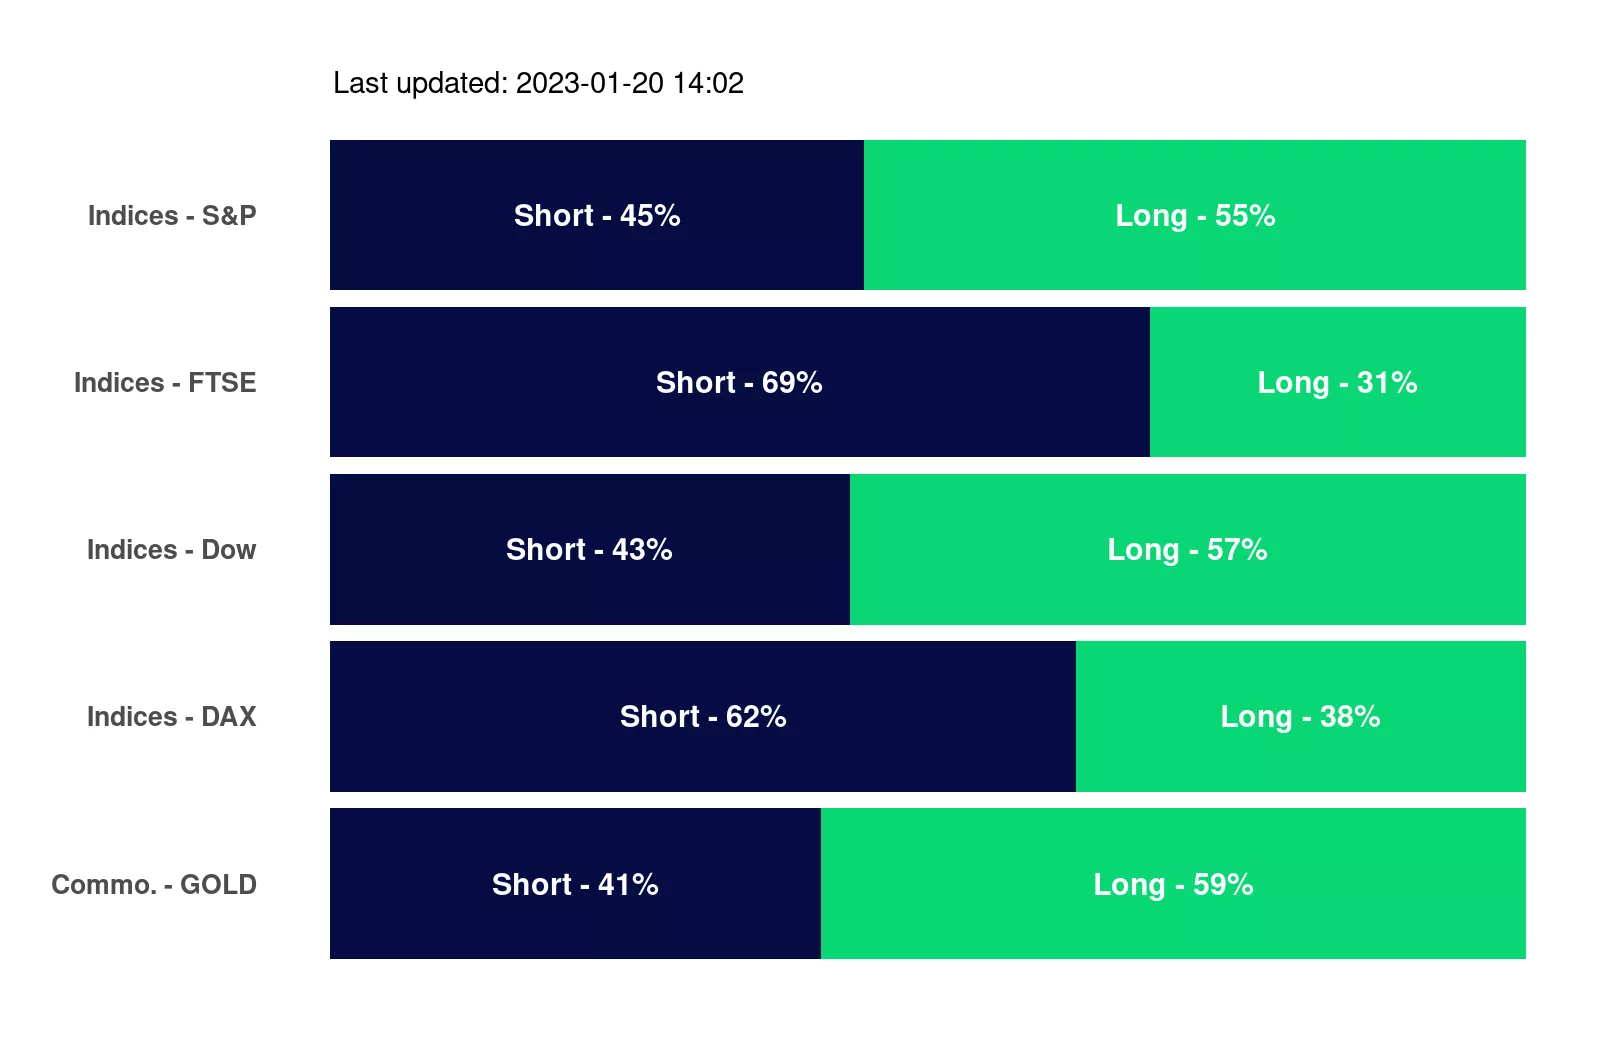 Last updated: 2023-01-20 14:02
Indices - S&P Short - 45% Long - 55%
Indices - FTSE Short - 69% Long - 31%
Indices - Dow Short - 43% Long - 57%
Indices - DAX Short - 62% Long - 38%
Commo. - GOLD Short - 41% Long - 59%